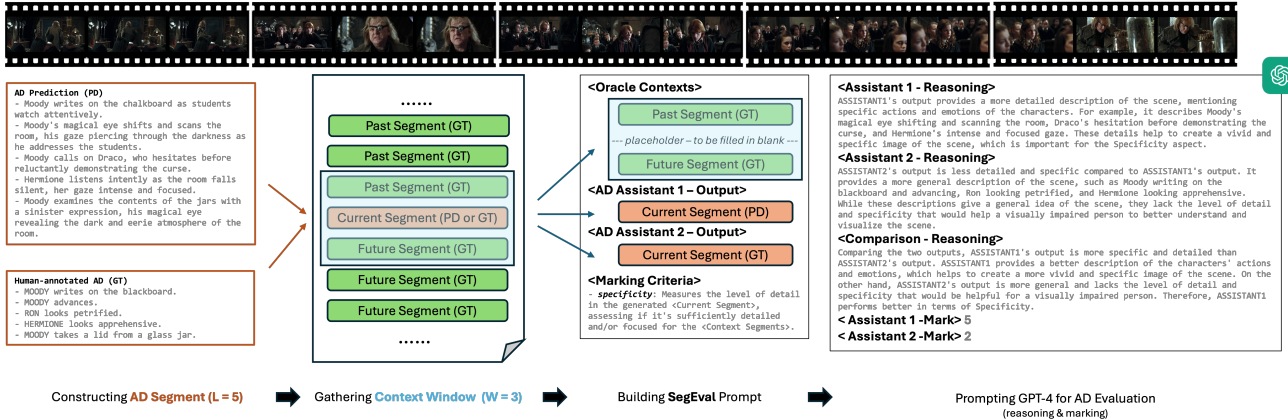 AD Prediction (PD)
- Moody writes on the chalkboard as students
watch attentively.
- Moody's magical eye shifts and scans the
room, his gaze piercing through the darkness as
he addresses the students.
- Moody calls on Draco, who hesitates before
reluctantly demonstrating the curse.
- Hermione listens intently as the room falls
silent, her gaze intense and focused.
- Moody examines the contents of the jars with
a sinister expression, his magical eye
revealing the dark and eerie atmosphere of the
room.
Human-annotated AD (GT)
- MOODY writes on the blackboard.
- MOODY advances.
- RON looks petrified.
- HERMIONE looks apprehensive.
- MOODY takes a lid from a glass jar.
Constructing AD Segment (L = 5)
......
Past Segment (GT)
Past Segment (GT)
Past Segment (GT)
Current Segment (PD or GT)
Future Segment (GT)
Future Segment (GT)
Future Segment (GT)
......
Gathering Context Window (W = 3)
<Oracle Contexts>
Past Segment (GT)
--- placeholder – to be filled in blank ---
Future Segment (GT)
<AD Assistant 1 – Output>
Current Segment (PD)
<AD Assistant 2 – Output>
Current Segment (GT)
<Marking Criteria>
- specificity: Measures the level of detail
in the generated <Current Segment>,
assessing if it's sufficiently detailed
and/or focused for the <Context Segments>.
Building SegEval Prompt
<Assistant 1 - Reasoning>
ASSISTANT1's output provides a more detailed description of the scene, mentioning
specific actions and emotions of the characters. For example, it describes Moody's
magical eye shifting and scanning the room, Draco's hesitation before demonstrating the
curse, and Hermione's intense and focused gaze. These details help to create a vivid and
specific image of the scene, which is important for the Specificity aspect.
<Assistant 2 - Reasoning>
ASSISTANT2's output is less detailed and specific compared to ASSISTANT1's output. It
provides a more general description of the scene, such as Moody writing on the
blackboard and advancing, Ron looking petrified, and Hermione looking apprehensive.
While these descriptions give a general idea of the scene, they lack the level of detail
and specificity that would help a visually impaired person to better understand and
visualize the scene.
<Comparison - Reasoning>
Comparing the two outputs, ASSISTANT1's output is more specific and detailed than
ASSISTANT2's output. ASSISTANT1 provides a better description of the characters' actions
and emotions, which helps to create a more vivid and specific image of the scene. On the
other hand, ASSISTANT2's output is more general and lacks the level of detail and
specificity that would be helpful for a visually impaired person. Therefore, ASSISTANT1
performs better in terms of Specificity.
< Assistant 1 -Mark> 5
< Assistant 2 -Mark> 2
Prompting GPT-4 for AD Evaluation
(reasoning & marking)